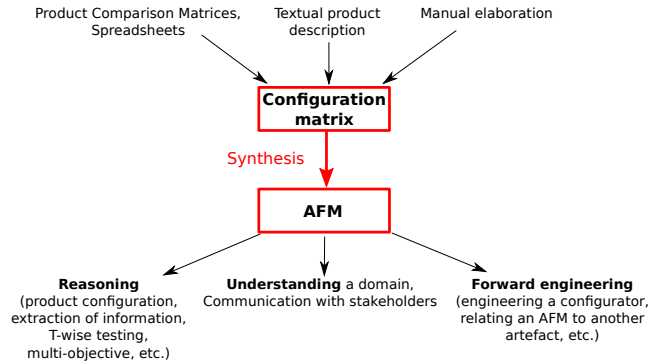 Product Comparison Matrices,
Spreadsheets
Textual product
description
Manual elaboration
Configuration
matrix
Synthesis
AFM
Reasoning
(product configuration,
extraction of information,
T-wise testing,
multi-objective, etc.)
Understanding a domain,
Communication with stakeholders
Forward engineering
(engineering a configurator,
relating an AFM to another
artefact, etc.)